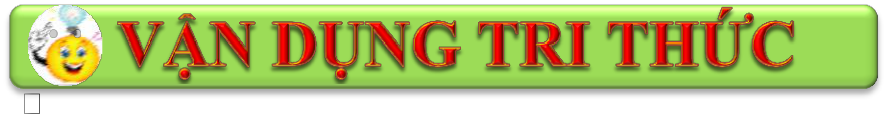 VẬN DỤNG TRI THỨC